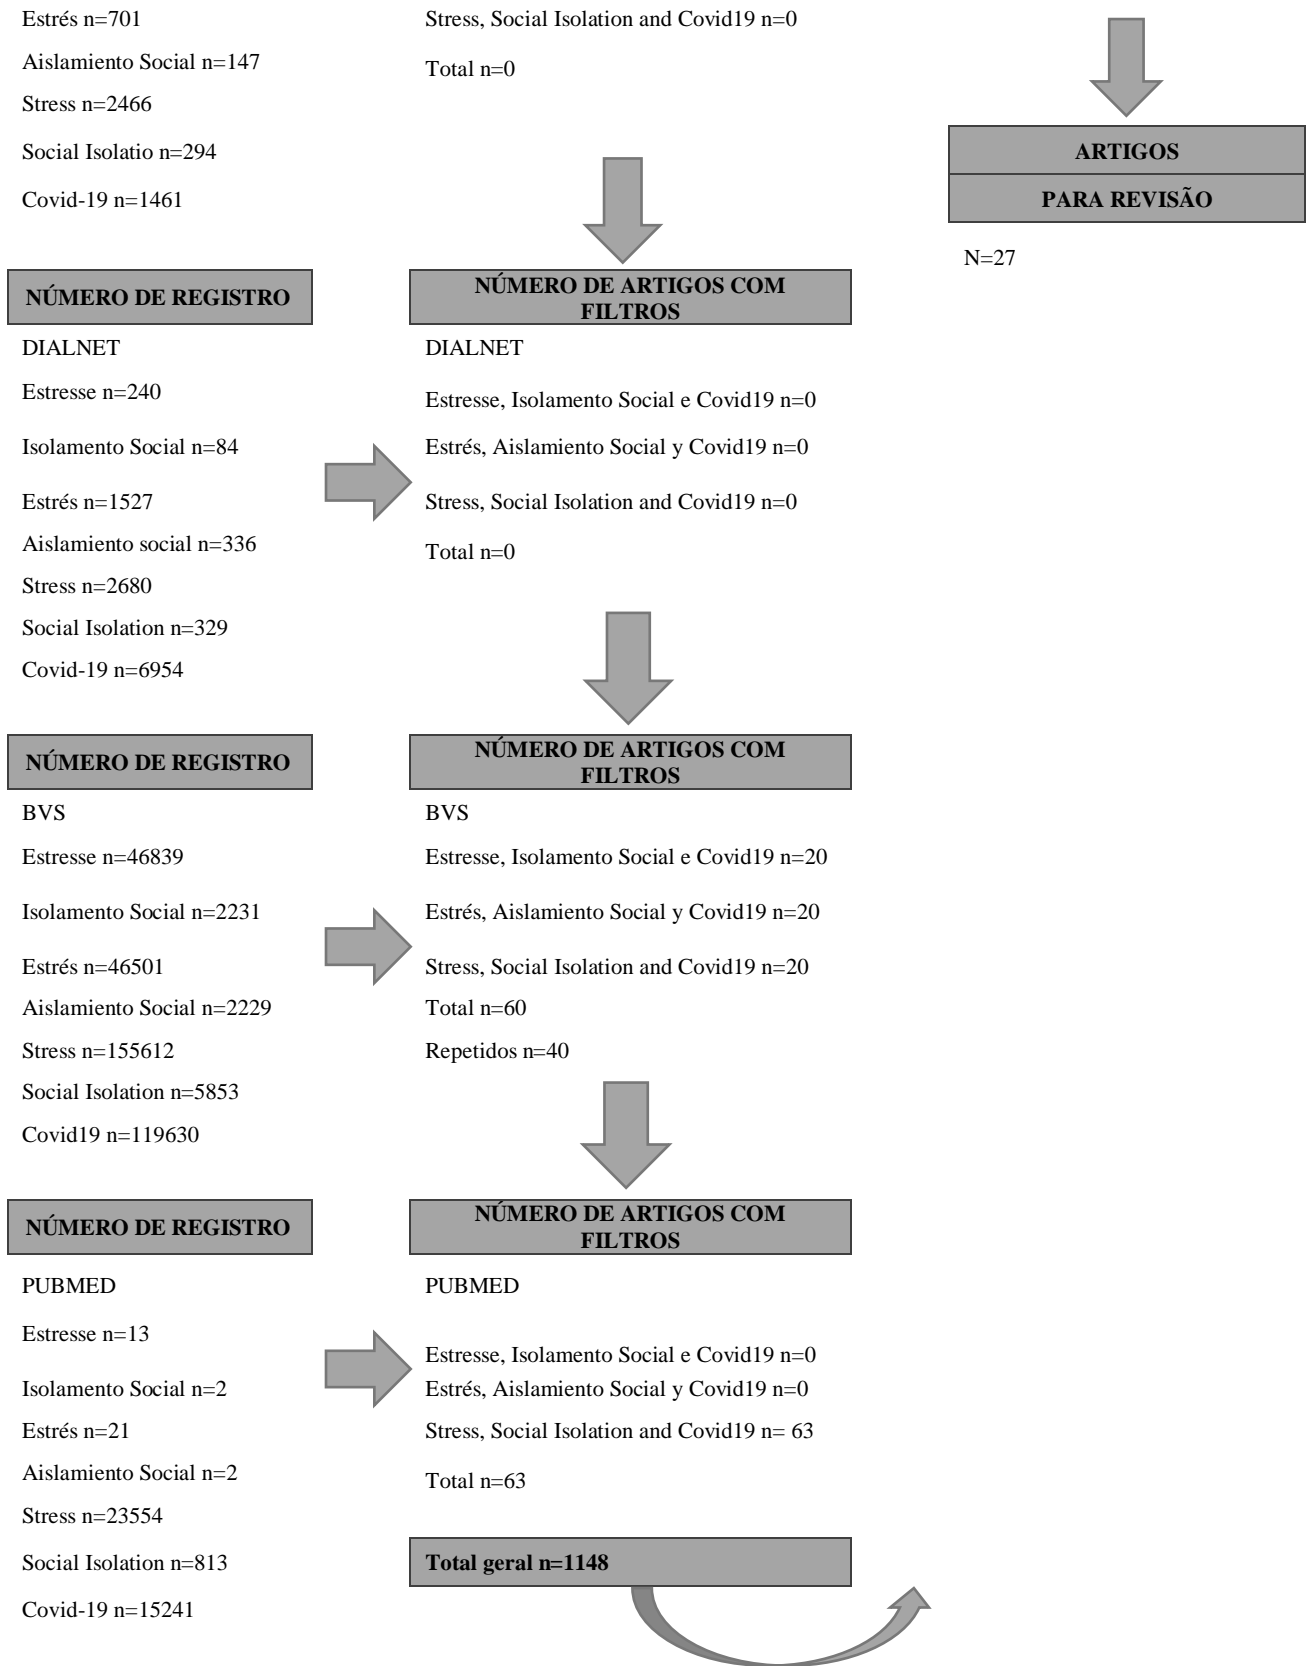 Estrés n=701
Aislamiento Social n=147
Stress n=2466
Social Isolatio n=294
Covid-19 n=1461
Stress, Social Isolation and Covid19 n=0
Total n=0
ARTIGOS
PARA REVISÃO
N=27
NÚMERO DE REGISTRO
DIALNET
Estresse n=240
Isolamento Social n=84
Estrés n=1527
Aislamiento social n=336
Stress n=2680
Social Isolation n=329
Covid-19 n=6954
NÚMERO DE ARTIGOS COM
FILTROS
DIALNET
Estresse, Isolamento Social e Covid19 n=0
Estrés, Aislamiento Social y Covid19 n=0
Stress, Social Isolation and Covid19 n=0
Total n=0
NÚMERO DE REGISTRO
BVS
Estresse n=46839
Isolamento Social n=2231
Estrés n=46501
Aislamiento Social n=2229
Stress n=155612
Social Isolation n=5853
Covid19 n=119630
NÚMERO DE ARTIGOS COM
FILTROS
BVS
Estresse, Isolamento Social e Covid19 n=20
Estrés, Aislamiento Social y Covid19 n=20
Stress, Social Isolation and Covid19 n=20
Total n=60
Repetidos n=40
NÚMERO DE REGISTRO
PUBMED
Estresse n=13
Isolamento Social n=2
Estrés n=21
Aislamiento Social n=2
Stress n=23554
Social Isolation n=813
Covid-19 n=15241
NÚMERO DE ARTIGOS COM
FILTROS
PUBMED
Estresse, Isolamento Social e Covid19 n=0
Estrés, Aislamiento Social y Covid19 n=0
Stress, Social Isolation and Covid19 n= 63
Total n=63
Total geral n=1148